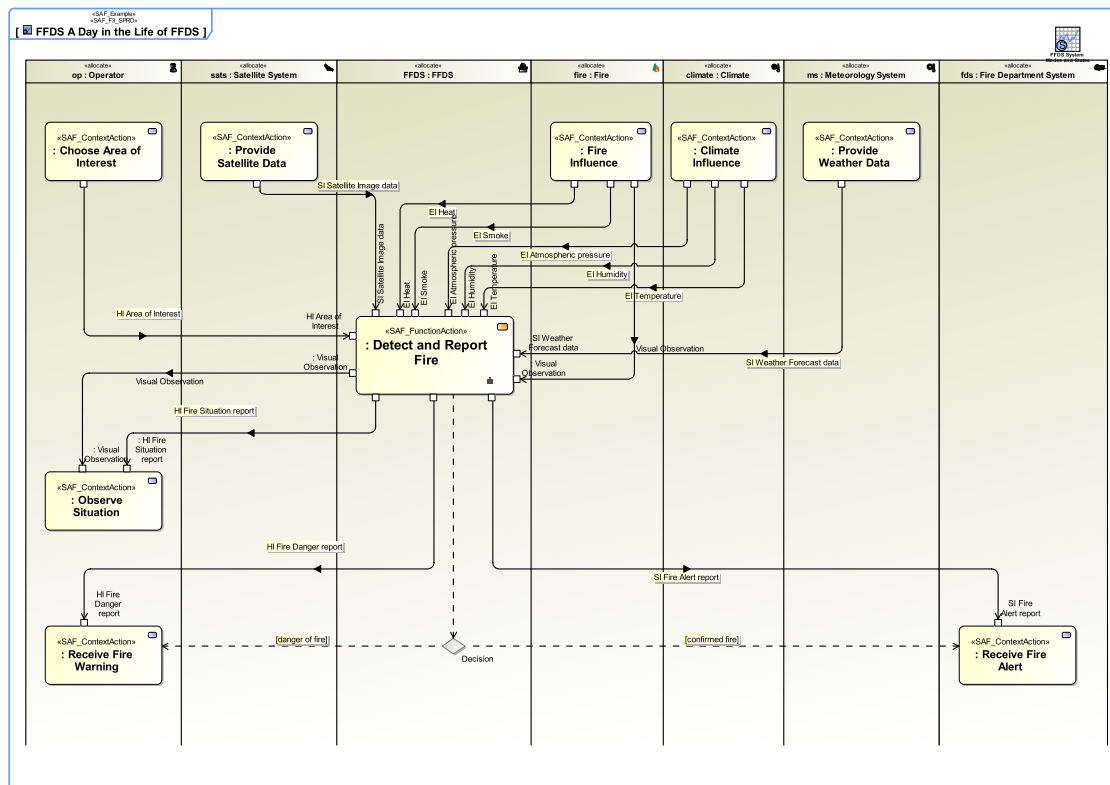 «SAF_Example»
«SAF_F3_SPRO»
[ FFDS A Day in the Life of FFDS ]
FFDS System
Modes and States
«allocate»
op : Operator
«allocate»
sats : Satellite System
«allocate»
FFDS : FFDS
«allocate»
fire : Fire
«allocate»
climate : Climate
«allocate»
ms : Meteorology System
«allocate»
fds : Fire Department System
«SAF_ContextAction»
: Choose Area of
Interest
«SAF_ContextAction»
: Provide
Satellite Data
«SAF_ContextAction»
: Fire
Influence
«SAF_ContextAction»
: Climate
Influence
«SAF_ContextAction»
: Provide
Weather Data
SI Satellite Image data
EI Heat
EI Smoke
EI Atmospheric pressure
EI Humidity
EI Temperature
SI Satellite Image data
EI Heat
EI Smoke
EI Atmospheric pressure
EI Humidity
EI Temperature
HI Area of Interest
HI Area of
Interest
«SAF_FunctionAction»
: Detect and Report
Fire
SI Weather
Forecast data
Visual Observation
SI Weather Forecast data
: Visual
Observation
Visual Observation
Visual
Observation
HI Fire Situation report
: Visual
Observation
: HI Fire
Situation
report
«SAF_ContextAction»
: Observe
Situation
HI Fire Danger report
SI Fire Alert report
HI Fire
Danger
report
SI Fire
Alert report
«SAF_ContextAction»
: Receive Fire
Warning
[danger of fire]
Decision
[confirmed fire]
«SAF_ContextAction»
: Receive Fire
Alert